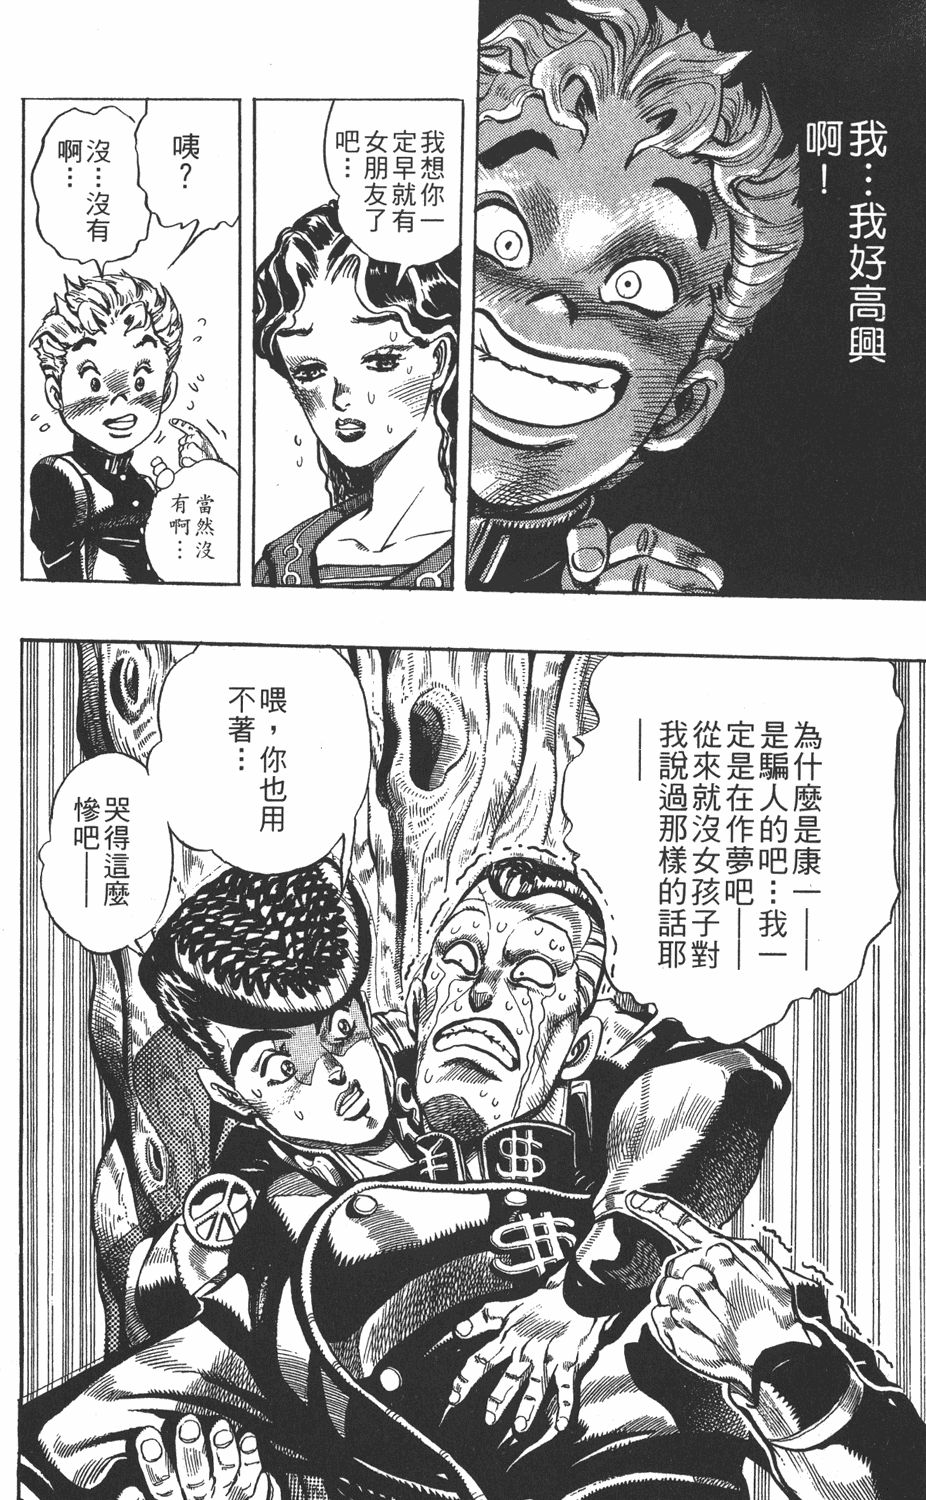 我…我好高興
啊！
我想你一
定早就有
女朋友了
吧…
咦？
沒…沒有
啊…
當然沒
有啊…
為什麼是康一——
是騙人的吧…我一
定是在作夢吧——
從來就沒女孩子對
我說過那樣的話耶
——
喂，你也用
不著…
哭得這麼
慘吧——
¥
$
$